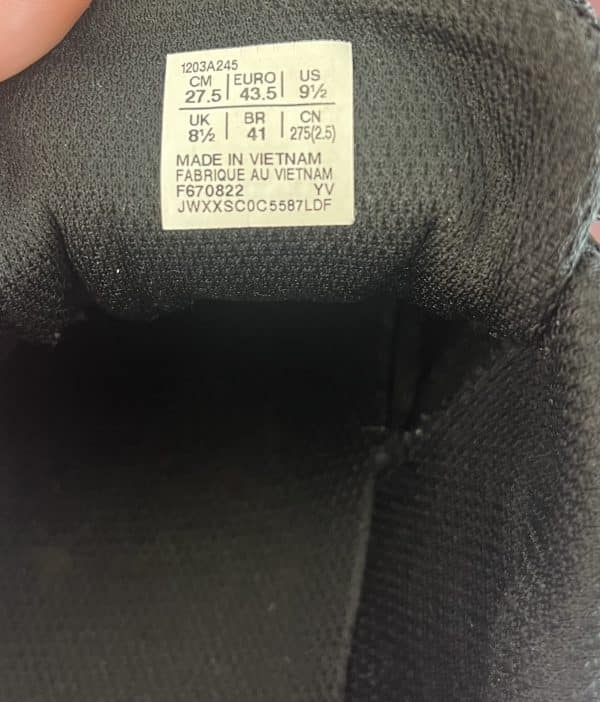 1203A245
CM EURO US
27.5 43.5 9½
UK BR CN
8½ 41 275(2.5)
MADE IN VIETNAM
FABRIQUE AU VIETNAM
F670822 YV
JWXXSC0C5587LDF